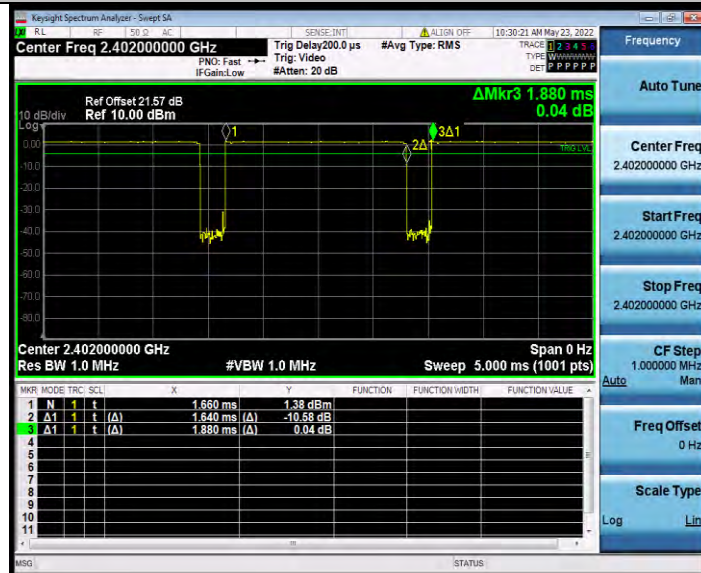 Keysight Spectrum Analyzer - Swept SA
RL RF 50 Ω AC SENSE:INT ALIGN OFF 10:30:21 AM May 23, 2022
Center Freq 2.402000000 GHz
PNO: Fast
IFGain:Low
Trig Delay200.0 µs
Trig: Video
#Atten: 20 dB
#Avg Type: RMS
TRACE 1 2 3 4 5 6
TYPE WWWWWWW
DET P P P P P P
Frequency
Auto Tune
Center Freq
2.402000000 GHz
Start Freq
2.402000000 GHz
Stop Freq
2.402000000 GHz
CF Step
1.000000 MHz
Auto Man
Freq Offset
0 Hz
Scale Type
Log Lin
ΔMkr3 1.880 ms
0.04 dB
Ref Offset 21.57 dB
10 dB/div Ref 10.00 dBm
Log
1
3Δ1
2Δ1
TRIG LVL
0.00
-10.0
-20.0
-30.0
-40.0
-50.0
-60.0
-70.0
-80.0
Center 2.402000000 GHz Span 0 Hz
Res BW 1.0 MHz #VBW 1.0 MHz Sweep 5.000 ms (1001 pts)
MKR MODE TRC SCL X Y FUNCTION FUNCTION WIDTH FUNCTION VALUE
1 N 1 t 1.660 ms 1.38 dBm
2 Δ1 1 t (Δ) 1.640 ms (Δ) -10.58 dB
3 Δ1 1 t (Δ) 1.880 ms (Δ) 0.04 dB
4
5
6
7
8
9
10
11
MSG STATUS